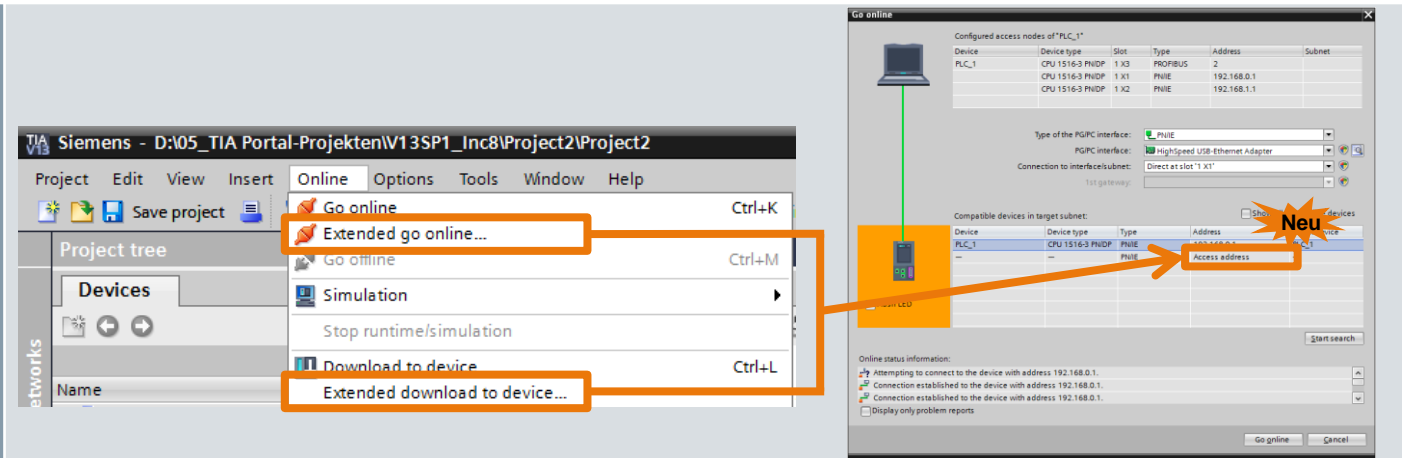 TIA V13 Siemens - D:\05_TIA Portal-Projekten\V13SP1_Inc8\Project2\Project2
Project Edit View Insert Online Options Tools Window Help
Save project
Project tree
Devices
Name
Go online Ctrl+K
Extended go online...
Go offline Ctrl+M
Simulation
Stop runtime/simulation
Download to device Ctrl+L
Extended download to device...
Go online
Configured access nodes of "PLC_1"
Device Device type Slot Type Address Subnet
PLC_1 CPU 1516-3 PN/DP 1 X3 PROFIBUS 2
CPU 1516-3 PN/DP 1 X1 PN/IE 192.168.0.1
CPU 1516-3 PN/DP 1 X2 PN/IE 192.168.1.1
Type of the PG/PC interface: PN/IE
PG/PC interface: HighSpeed USB-Ethernet Adapter
Connection to interface/subnet: Direct at slot '1 X1'
1st gateway:
Compatible devices in target subnet: devices
Neu
Device Device type Type Address
PLC_1 CPU 1516-3 PN/DP PN/IE 192.168.0.1 PLC_1
— — PN/IE Access address
LED
Start search
Online status information:
Attempting to connect to the device with address 192.168.0.1.
Connection established to the device with address 192.168.0.1.
Connection established to the device with address 192.168.0.1.
Display only problem reports
Go online Cancel